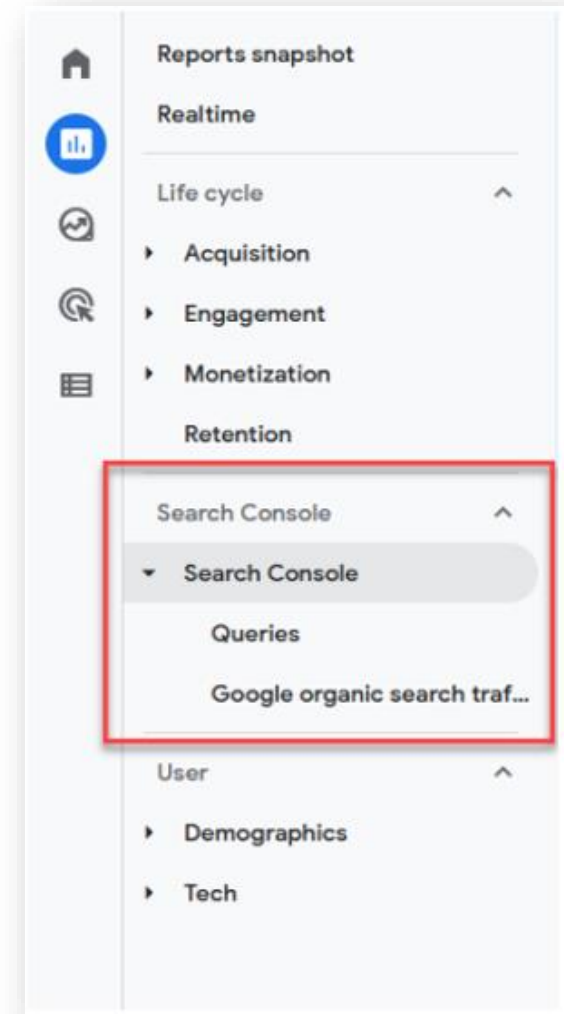 Reports snapshot
Realtime
Life cycle
Acquisition
Engagement
Monetization
Retention
Search Console
Search Console
Queries
Google organic search traf...
User
Demographics
Tech